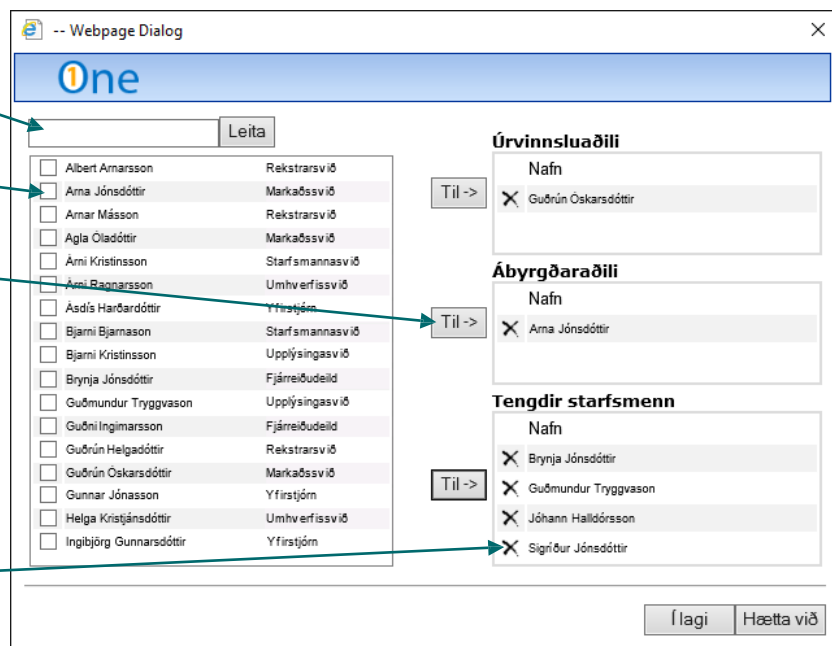 -- Webpage Dialog
One
Leita
Albert Arnarsson Rekstrarsvið
Arna Jónsdóttir Markaðssvið
Arnar Másson Rekstrarsvið
Agla Óladóttir Markaðssvið
Árni Kristinsson Starfsmannasvið
Árni Ragnarsson Umhverfissvið
Ásdís Harðardóttir Yfirstjórn
Bjarni Bjarnason Starfsmannasvið
Bjarni Kristinsson Upplýsingasvið
Brynja Jónsdóttir Fjárreiðudeild
Guðmundur Tryggvason Upplýsingasvið
Guðni Ingimarsson Fjárreiðudeild
Guðrún Helgadóttir Rekstrarsvið
Guðrún Óskarsdóttir Markaðssvið
Gunnar Jónasson Yfirstjórn
Helga Kristjánsdóttir Umhverfissvið
Ingibjörg Gunnarsdóttir Yfirstjórn
Úrvinnsluaðili
Nafn
Til ->
Guðrún Óskarsdóttir
Ábyrgðaraðili
Nafn
Til ->
Arna Jónsdóttir
Tengdir starfsmenn
Nafn
Brynja Jónsdóttir
Til ->
Guðmundur Tryggvason
Jóhann Halldórsson
Sigríður Jónsdóttir
Í lagi Hætta við